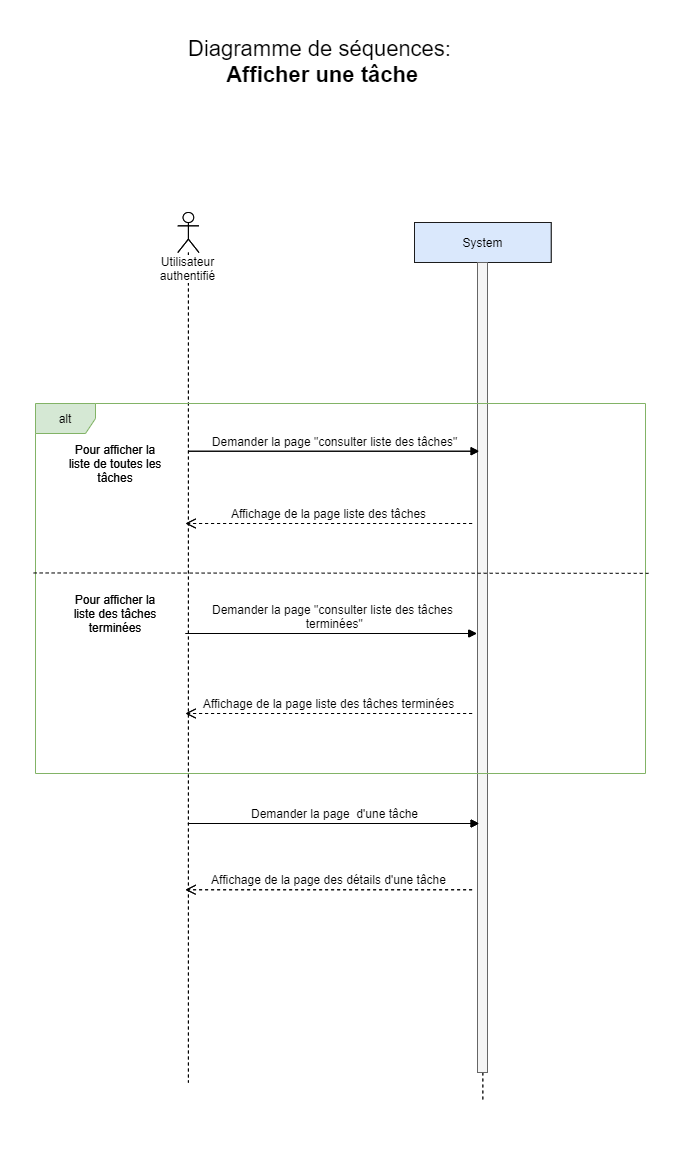 Diagramme de séquences:
Afficher une tâche
Utilisateur
authentifié
System
alt
Pour afficher la
liste de toutes les
tâches
Demander la page "consulter liste des tâches"
Affichage de la page liste des tâches
Pour afficher la
liste des tâches
terminées
Demander la page "consulter liste des tâches
terminées"
Affichage de la page liste des tâches terminées
Demander la page  d'une tâche
Affichage de la page des détails d'une tâche